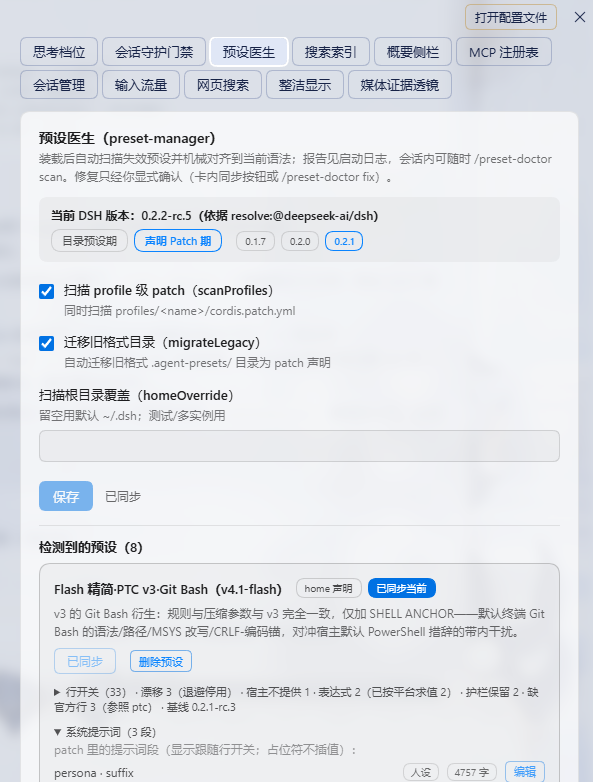 打开配置文件 ×
思考档位 会话守护门禁 预设医生 搜索索引 概要侧栏 MCP 注册表
会话管理 输入流量 网页搜索 整洁显示 媒体证据透镜
预设医生（preset-manager）
装载后自动扫描失效预设并机械对齐到当前语法；报告见启动日志，会话内可随时 /preset-doctor
scan。修复只经你显式确认（卡内同步按钮或 /preset-doctor fix）。
当前 DSH 版本：0.2.2-rc.5（依据 resolve:@deepseek-ai/dsh）
目录预设期 声明 Patch 期 0.1.7 0.2.0 0.2.1
扫描 profile 级 patch（scanProfiles）
同时扫描 profiles/<name>/cordis.patch.yml
迁移旧格式目录（migrateLegacy）
自动迁移旧格式 .agent-presets/ 目录为 patch 声明
扫描根目录覆盖（homeOverride）
留空用默认 ~/.dsh；测试/多实例用
保存 已同步
检测到的预设（8）
Flash 精简·PTC v3·Git Bash（v4.1-flash） home 声明 已同步当前
v3 的 Git Bash 衍生：规则与压缩参数与 v3 完全一致，仅加 SHELL ANCHOR——默认终端 Git
Bash 的语法/路径/MSYS 改写/CRLF-编码锚，对冲宿主默认 PowerShell 措辞的带内干扰。
已同步 删除预设
▶ 行开关（33）· 漂移 3（退避停用）· 宿主不提供 1 · 表达式 2（已按平台求值 2）· 护栏保留 2 · 缺
官方行 3（参照 ptc）· 基线 0.2.1-rc.3
▼ 系统提示词（3 段）
patch 里的提示词段（显示跟随行开关；占位符不插值）：
persona · suffix 人设 4757 字 编辑